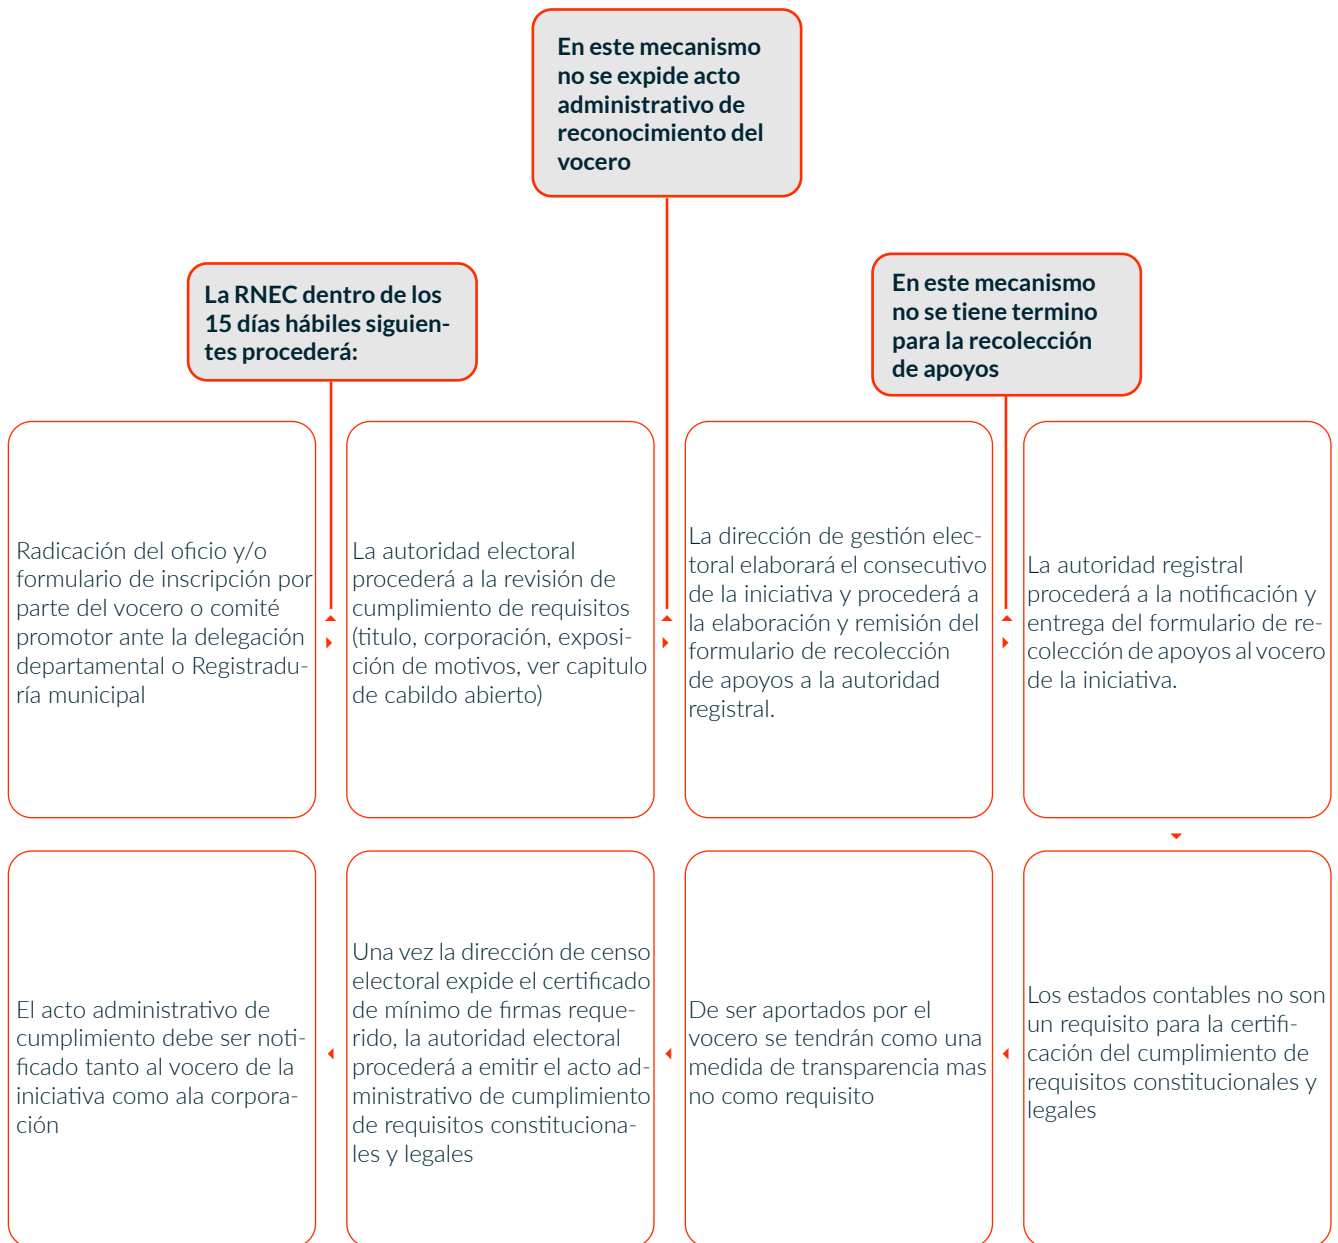 En este mecanismo
no se expide acto
administrativo de
reconocimiento del
vocero
La RNEC dentro de los
15 días hábiles siguien-
tes procederá:
En este mecanismo
no se tiene termino
para la recolección
de apoyos
Radicación del oficio y/o
formulario de inscripción por
parte del vocero o comité
promotor ante la delegación
departamental o Registradu-
ría municipal
La autoridad electoral
procederá a la revisión de
cumplimiento de requisitos
(titulo, corporación, exposi-
ción de motivos, ver capitulo
de cabildo abierto)
La dirección de gestión elec-
toral elaborará el consecutivo
de la iniciativa y procederá a
la elaboración y remisión del
formulario de recolección
de apoyos a la autoridad
registral.
La autoridad registral
procederá a la notificación y
entrega del formulario de re-
colección de apoyos al vocero
de la iniciativa.
Los estados contables no son
un requisito para la certifi-
cación del cumplimiento de
requisitos constitucionales y
legales
De ser aportados por el
vocero se tendrán como una
medida de transparencia mas
no como requisito
Una vez la dirección de censo
electoral expide el certificado
de mínimo de firmas reque-
rido, la autoridad electoral
procederá a emitir el acto ad-
ministrativo de cumplimiento
de requisitos constituciona-
les y legales
El acto administrativo de
cumplimiento debe ser noti-
ficado tanto al vocero de la
iniciativa como ala corpora-
ción